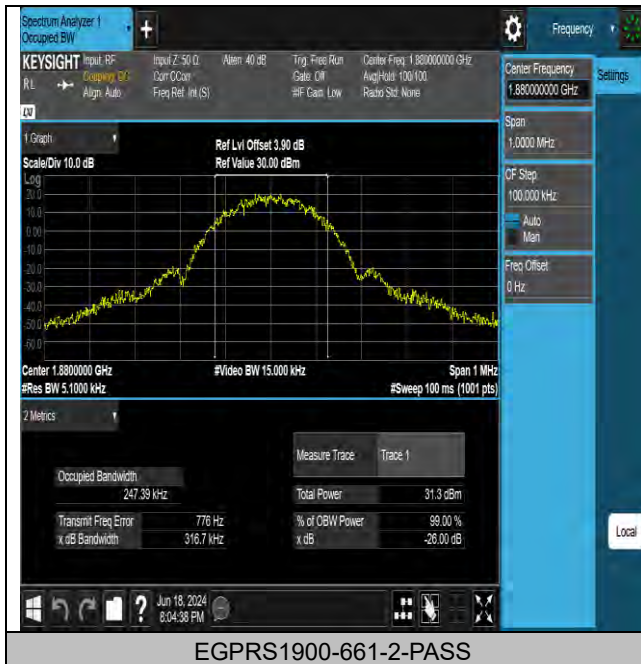 Spectrum Analyzer 1
Occupied BW
+
Frequency
KEYSIGHT Input: RF Input Z: 50 Ω Atten: 40 dB Trig: Free Run Center Freq: 1.880000000 GHz
RL Coupling: DC Corr CCorr Gate: Off Avg|Hold: 100/100
Align: Auto Freq Ref: Int (S) #IF Gain: Low Radio Std: None
LXI
Center Frequency
1.880000000 GHz
Settings
Span
1.0000 MHz
CF Step
100.000 kHz
Auto
Man
Freq Offset
0 Hz
1 Graph
Ref Lvl Offset 3.90 dB
Scale/Div 10.0 dB Ref Value 30.00 dBm
Log
20.0
10.0
0.00
-10.0
-20.0
-30.0
-40.0
-50.0
-60.0
Center 1.8800000 GHz #Video BW 15.000 kHz Span 1 MHz
#Res BW 5.1000 kHz #Sweep 100 ms (1001 pts)
2 Metrics
Measure Trace Trace 1
Occupied Bandwidth
247.39 kHz
Total Power 31.3 dBm
Transmit Freq Error 776 Hz % of OBW Power 99.00 %
x dB Bandwidth 316.7 kHz x dB -26.00 dB
Local
?
Jun 18, 2024
8:04:38 PM
EGPRS1900-661-2-PASS